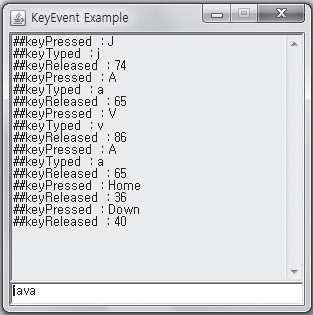 KeyEvent Example
##keyPressed : J
##keyTyped : j
##keyReleased : 74
##keyPressed : A
##keyTyped : a
##keyReleased : 65
##keyPressed : V
##keyTyped : v
##keyReleased : 86
##keyPressed : A
##keyTyped : a
##keyReleased : 65
##keyPressed : Home
##keyReleased : 36
##keyPressed : Down
##keyReleased : 40
java